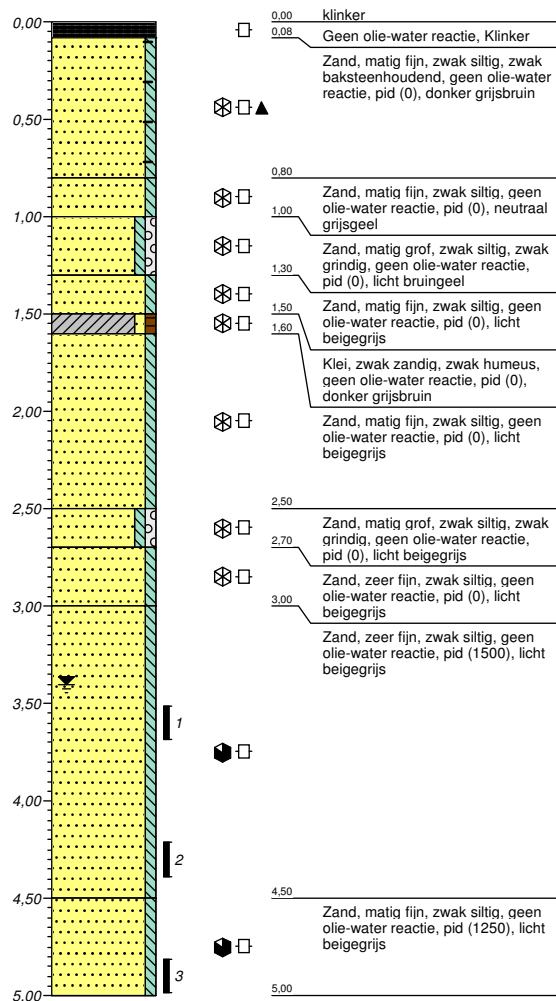 0,00
0,50
1,00
1,50
2,00
2,50
3,00
3,50
4,00
4,50
5.00
1
2
3
0,00 klinker
0,08 Geen olie-water reactie, Klinker
Zand, matig fijn, zwak siltig, zwak
baksteenhoudend, geen olie-water
reactie, pid (0), donker grijsbruin
0,80
Zand, matig fijn, zwak siltig, geen
olie-water reactie, pid (0), neutraal
grijsgeel
1,00
Zand, matig grof, zwak siltig, zwak
grindig, geen olie-water reactie,
pid (0), licht bruingeel
1,30
Zand, matig fijn, zwak siltig, geen
olie-water reactie, pid (0), licht
beigegrijs
1,50
Klei, zwak zandig, zwak humeus,
geen olie-water reactie, pid (0),
donker grijsbruin
1,60
Zand, matig fijn, zwak siltig, geen
olie-water reactie, pid (0), licht
beigegrijs
2,50
Zand, matig grof, zwak siltig, zwak
grindig, geen olie-water reactie,
pid (0), licht beigegrijs
2,70
Zand, zeer fijn, zwak siltig, geen
olie-water reactie, pid (0), licht
beigegrijs
3,00
Zand, zeer fijn, zwak siltig, geen
olie-water reactie, pid (1500), licht
beigegrijs
4,50
Zand, matig fijn, zwak siltig, geen
olie-water reactie, pid (1250), licht
beigegrijs
5,00